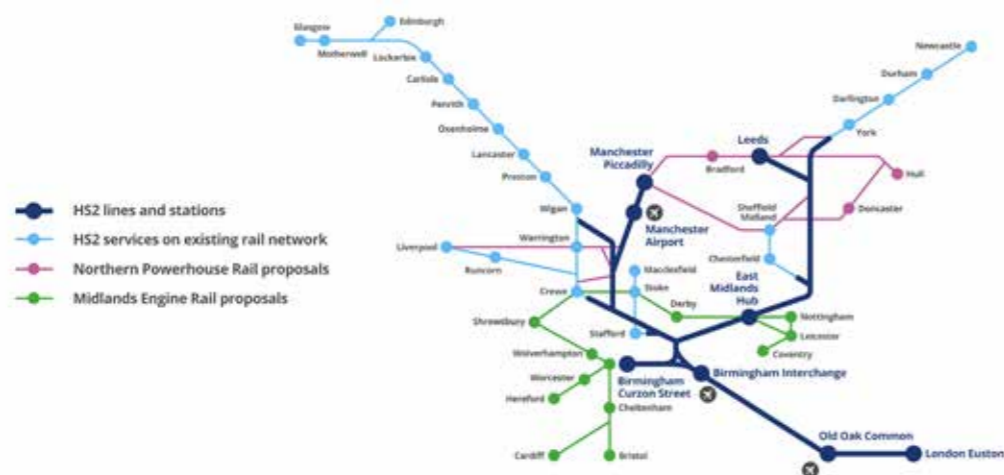 Edinburgh
Glasgow
Motherwell
Lockerbie
Carlisle
Penrith
Oxenholme
Lancaster
Preston
Wigan
Warrington
Liverpool
Runcorn
Crewe
Newcastle
Durham
Darlington
York
Leeds
Manchester
Piccadilly
Bradford
Hull
Doncaster
Sheffield
Midland
Manchester
Airport
Chesterfield
Macclesfield
Stoke
East
Midlands
Hub
Derby
Nottingham
Leicester
Coventry
Stafford
Shrewsbury
Wolverhampton
Worcester
Hereford
Cheltenham
Cardiff
Bristol
Birmingham
Curzon Street
Birmingham Interchange
Old Oak Common
London Euston
HS2 lines and stations
HS2 services on existing rail network
Northern Powerhouse Rail proposals
Midlands Engine Rail proposals